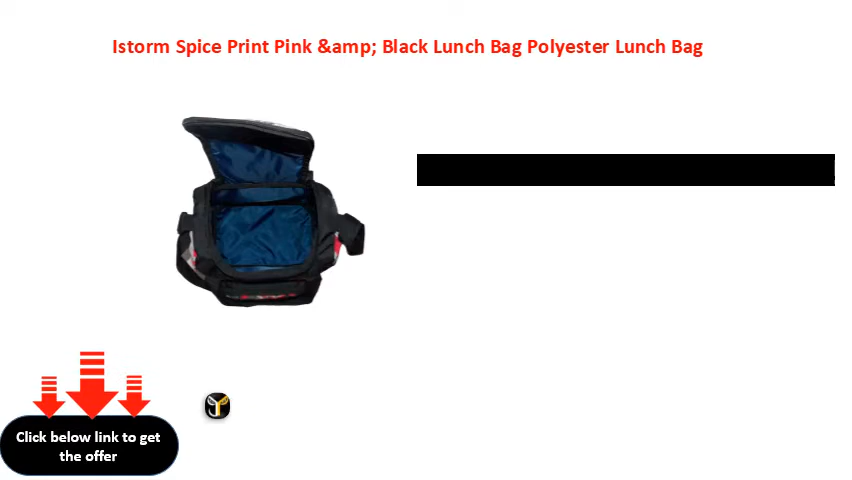 Istorm Spice Print Pink &amp; Black Lunch Bag Polyester Lunch Bag
Click below link to get
the offer